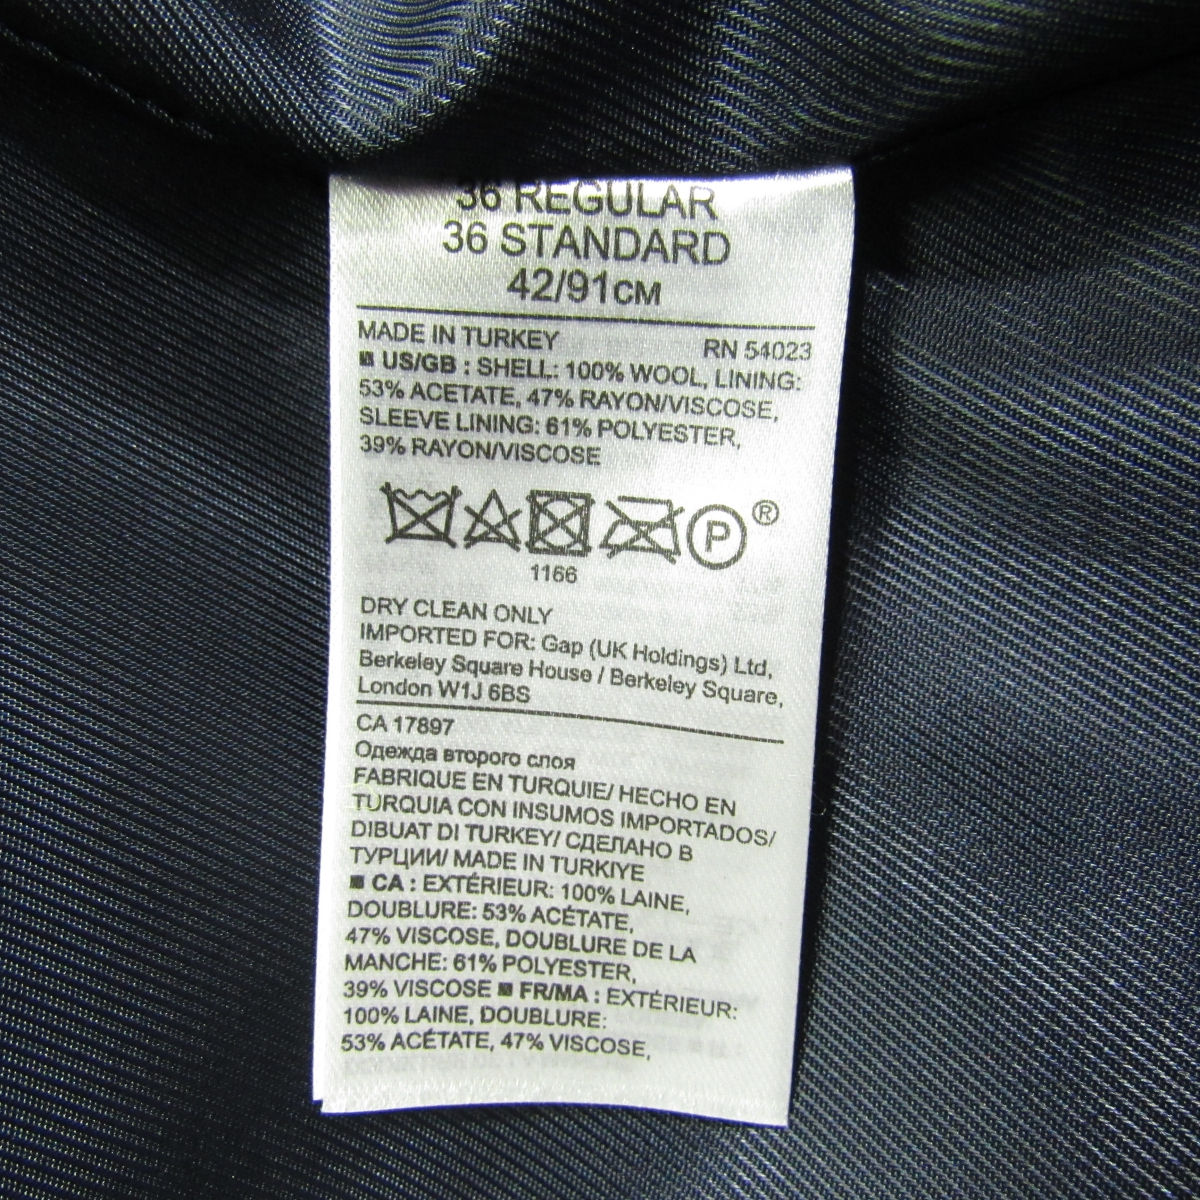 36 REGULAR
36 STANDARD
42/91CM
MADE IN TURKEY RN 54023
■ US/GB : SHELL: 100% WOOL, LINING:
53% ACETATE, 47% RAYON/VISCOSE,
SLEEVE LINING: 61% POLYESTER,
39% RAYON/VISCOSE
P ®
1166
DRY CLEAN ONLY
IMPORTED FOR: Gap (UK Holdings) Ltd,
Berkeley Square House / Berkeley Square,
London W1J 6BS
CA 17897
Одежда второго слоя
FABRIQUE EN TURQUIE/ HECHO EN
TURQUIA CON INSUMOS IMPORTADOS/
DIBUAT DI TURKEY/ СДЕЛАНО В
ТУРЦИИ/ MADE IN TURKIYE
■ CA : EXTÉRIEUR: 100% LAINE,
DOUBLURE: 53% ACÉTATE,
47% VISCOSE, DOUBLURE DE LA
MANCHE: 61% POLYESTER,
39% VISCOSE ■ FR/MA : EXTÉRIEUR:
100% LAINE, DOUBLURE:
53% ACÉTATE, 47% VISCOSE,